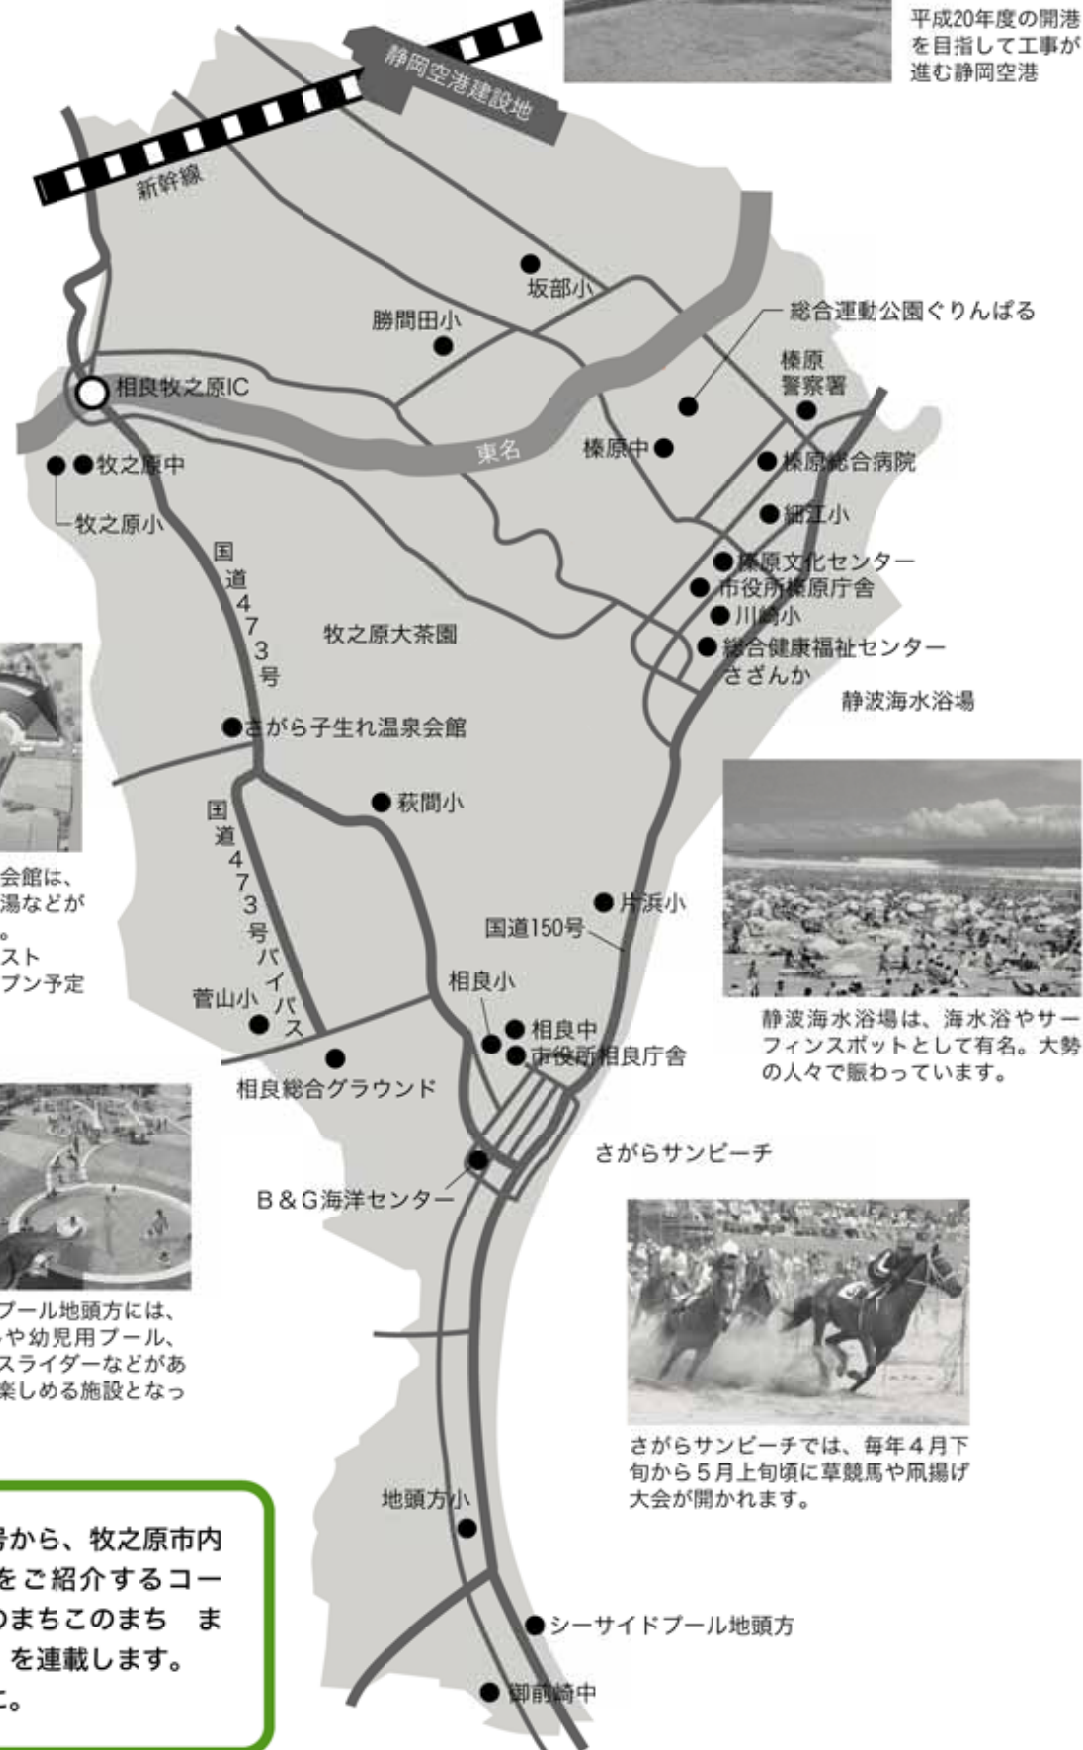 平成20年度の開港
を目指して工事が
進む静岡空港
静岡空港建設地
新幹線
坂部小
勝間田小
総合運動公園ぐりんぱる
榛原
警察署
相良牧之原IC
東名
榛原中
榛原総合病院
牧之原中
牧之原小
細江小
榛原文化センター
市役所榛原庁舎
川崎小
総合健康福祉センター
さざんか
国道473号
牧之原大茶園
静波海水浴場
さがら子生れ温泉会館
萩間小
国道473号バイパス
会館は、
湯などが
。
スト
プン予定
片浜小
国道150号
相良小
菅山小
相良中
市役所相良庁舎
相良総合グラウンド
静波海水浴場は、海水浴やサー
フィンスポットとして有名。大勢
の人々で賑わっています。
さがらサンビーチ
B&G海洋センター
プール地頭方には、
や幼児用プール、
スライダーなどがあ
楽しめる施設となっ
さがらサンビーチでは、毎年4月下
旬から5月上旬頃に草競馬や凧揚げ
大会が開かれます。
地頭方小
号から、牧之原市内
をご紹介するコー
のまちこのまち　ま
」を連載します。
に。
シーサイドプール地頭方
御前崎中